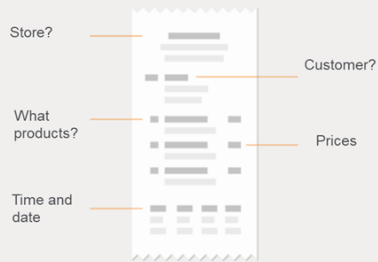 Store?
Customer?
What
products?
Prices
Time and
date